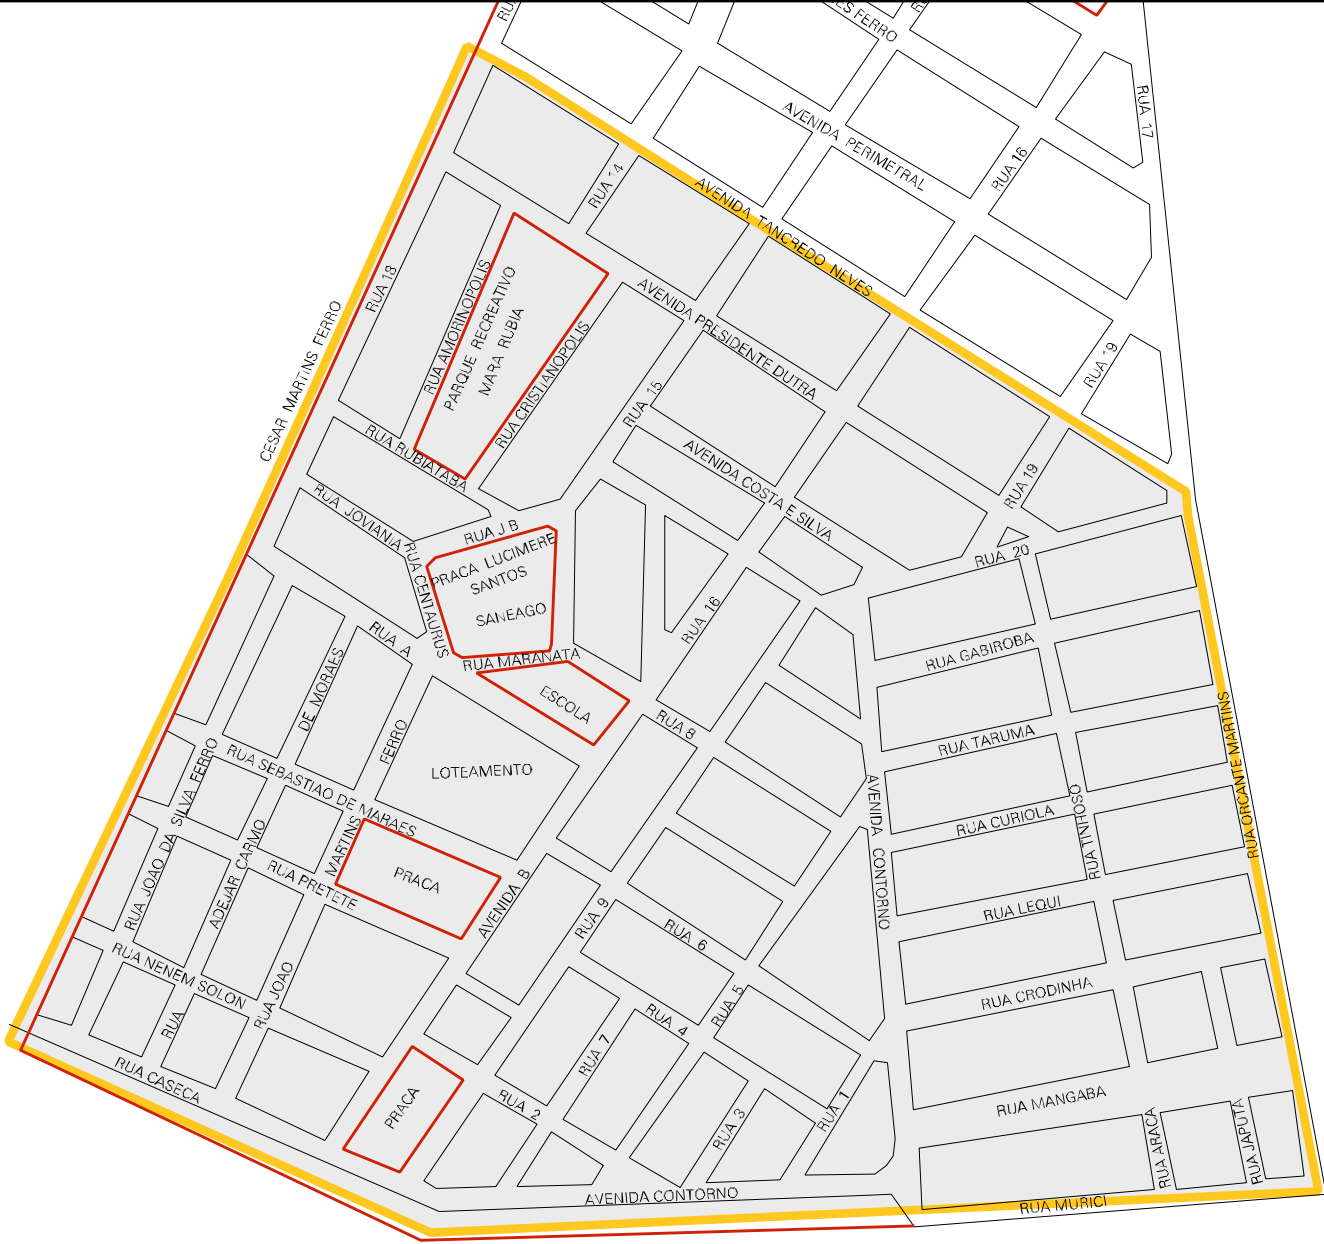 ES FERRO
RUA 17
AVENIDA PERIMETRAL
RUA 16
RUA 14
AVENIDA TANCREDO NEVES
RUA 18
RUA AMORINOPOLIS
PARQUE RECREATIVO
MARA RUBIA
RUA CRISTIANOPOLIS
AVENIDA PRESIDENTE DUTRA
CESAR MARTINS FERRO
RUA 15
RUA 19
RUA RUBIATABA
AVENIDA COSTA E SILVA
RUA 19
RUA JOVIANIA
RUA J B
RUA 20
RUA CENTAURUS
PRACA LUCIMERE
SANTOS
SANEAGO
RUA 16
RUA A
RUA MARANATA
RUA GABIROBA
DE MORAES
ESCOLA
RUA 8
RUA TARUMA
FERRO
LOTEAMENTO
RUA SEBASTIAO DE MARAES
RUA ORCANTE MARTINS
RUA JOAO DA SILVA FERRO
AVENIDA CONTORNO
RUA CURIOLA
RUA TINHOSO
ADEJAR CARMO
MARTINS
RUA PRETETE
PRACA
AVENIDA B
RUA 9
RUA 6
RUA LEQUI
RUA NENEM SOLON
RUA JOAO
RUA
RUA 5
RUA 4
RUA CRODINHA
RUA 7
RUA CASECA
PRACA
RUA 2
RUA 3
RUA 1
RUA MANGABA
RUA ARACA
RUA JAPUTA
AVENIDA CONTORNO
RUA MURICI